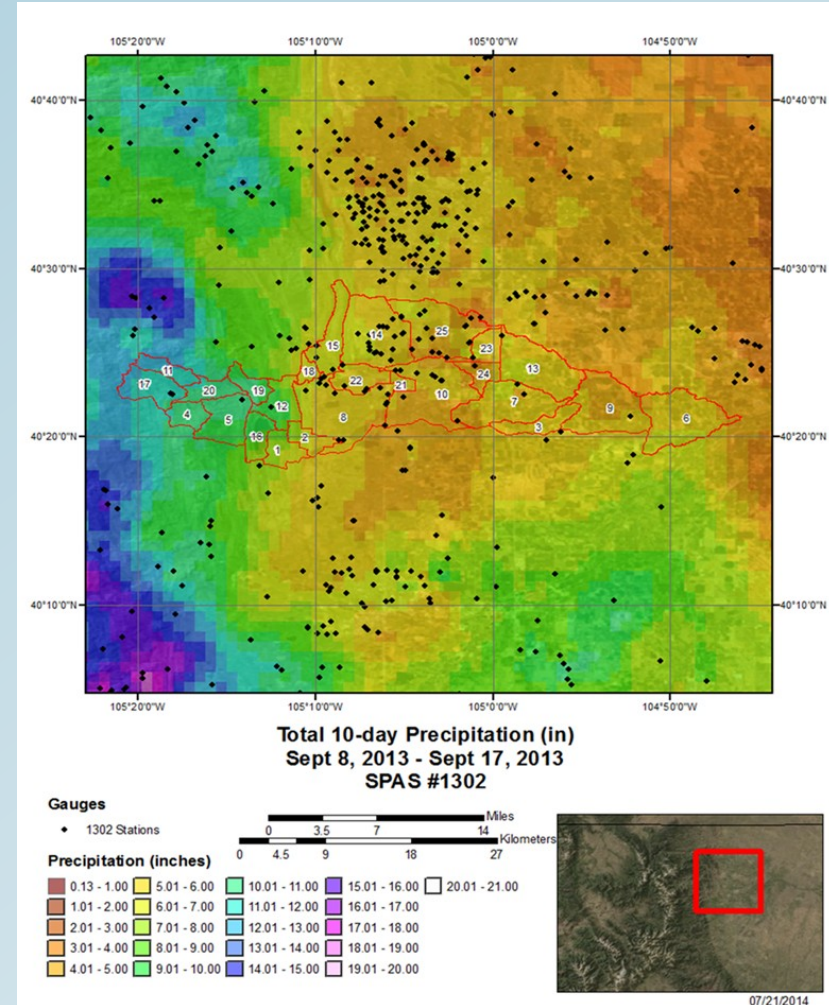 105°20'0"W 105°10'0"W 105°0'0"W 104°50'0"W
40°40'0"N 40°40'0"N
40°30'0"N 40°30'0"N
15 14 25 23
11 18 24 13
17 20 19 22 21 10 7
4 5 12 8 9 6
16 2 3
1
40°20'0"N 40°20'0"N
40°10'0"N 40°10'0"N
105°20'0"W 105°10'0"W 105°0'0"W 104°50'0"W
Total 10-day Precipitation (in)
Sept 8, 2013 - Sept 17, 2013
SPAS #1302
Gauges
1302 Stations
Miles
0 3.5 7 14
Kilometers
0 4.5 9 18 27
Precipitation (inches)
0.13 - 1.00 5.01 - 6.00 10.01 - 11.00 15.01 - 16.00 20.01 - 21.00
1.01 - 2.00 6.01 - 7.00 11.01 - 12.00 16.01 - 17.00
2.01 - 3.00 7.01 - 8.00 12.01 - 13.00 17.01 - 18.00
3.01 - 4.00 8.01 - 9.00 13.01 - 14.00 18.01 - 19.00
4.01 - 5.00 9.01 - 10.00 14.01 - 15.00 19.01 - 20.00
07/21/2014